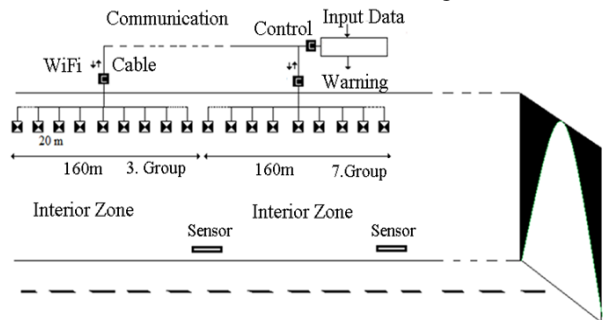 Communication
Control
Input Data
WiFi
Cable
Warning
20 m
160m
3. Group
160m
7.Group
Interior Zone
Interior Zone
Sensor
Sensor